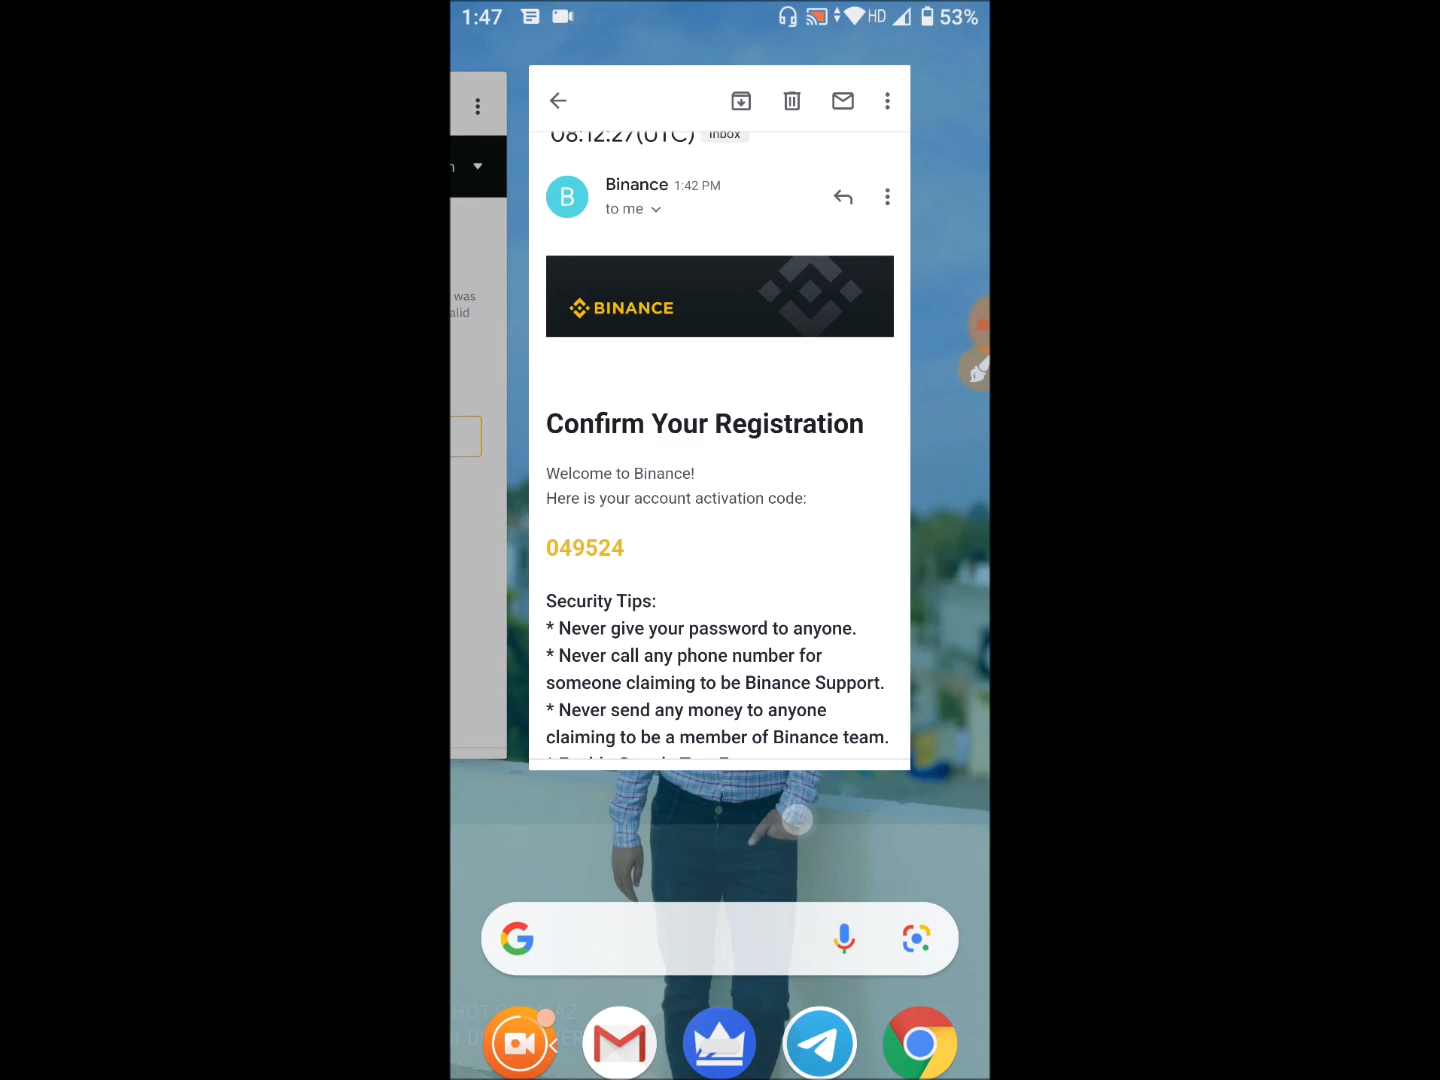 1:47
HD
53%
n
was
alid
08:12:27(UTC) Inbox
B
Binance 1:42 PM
to me
BINANCE
Confirm Your Registration
Welcome to Binance!
Here is your account activation code:
049524
Security Tips:
* Never give your password to anyone.
* Never call any phone number for
someone claiming to be Binance Support.
* Never send any money to anyone
claiming to be a member of Binance team.